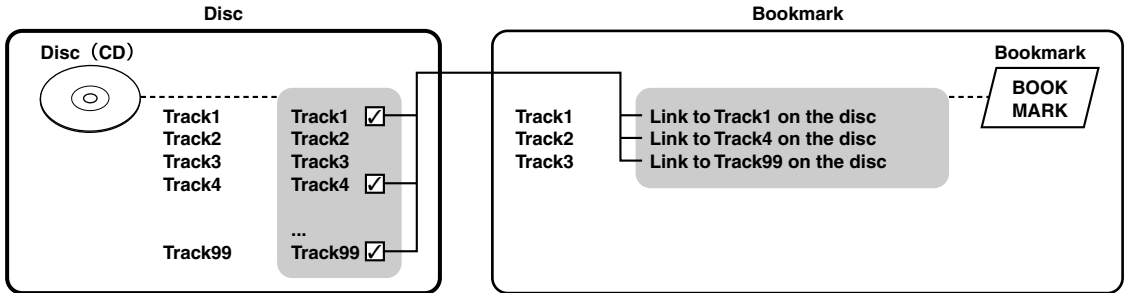 Disc
Bookmark
Disc（CD）
Track1 Track1
Track2 Track2
Track3 Track3
Track4 Track4
...
Track99 Track99
Bookmark
BOOK
MARK
Track1 Link to Track1 on the disc
Track2 Link to Track4 on the disc
Track3 Link to Track99 on the disc